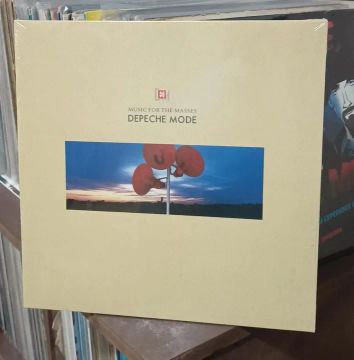 MUSIC FOR THE MASSES
DEPECHE MODE